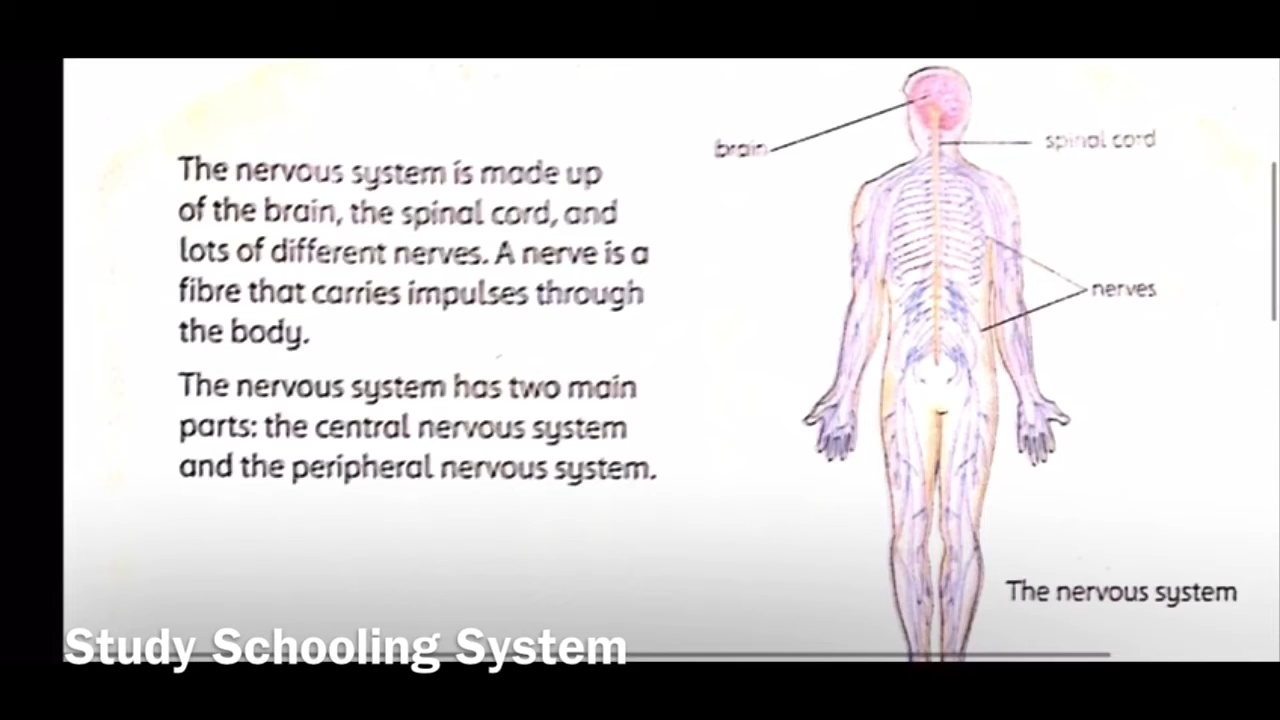 The nervous system is made up
of the brain, the spinal cord, and
lots of different nerves. A nerve is a
fibre that carries impulses through
the body.
The nervous system has two main
parts: the central nervous system
and the peripheral nervous system.
brain
spinal cord
nerves
The nervous system
Study Schooling System